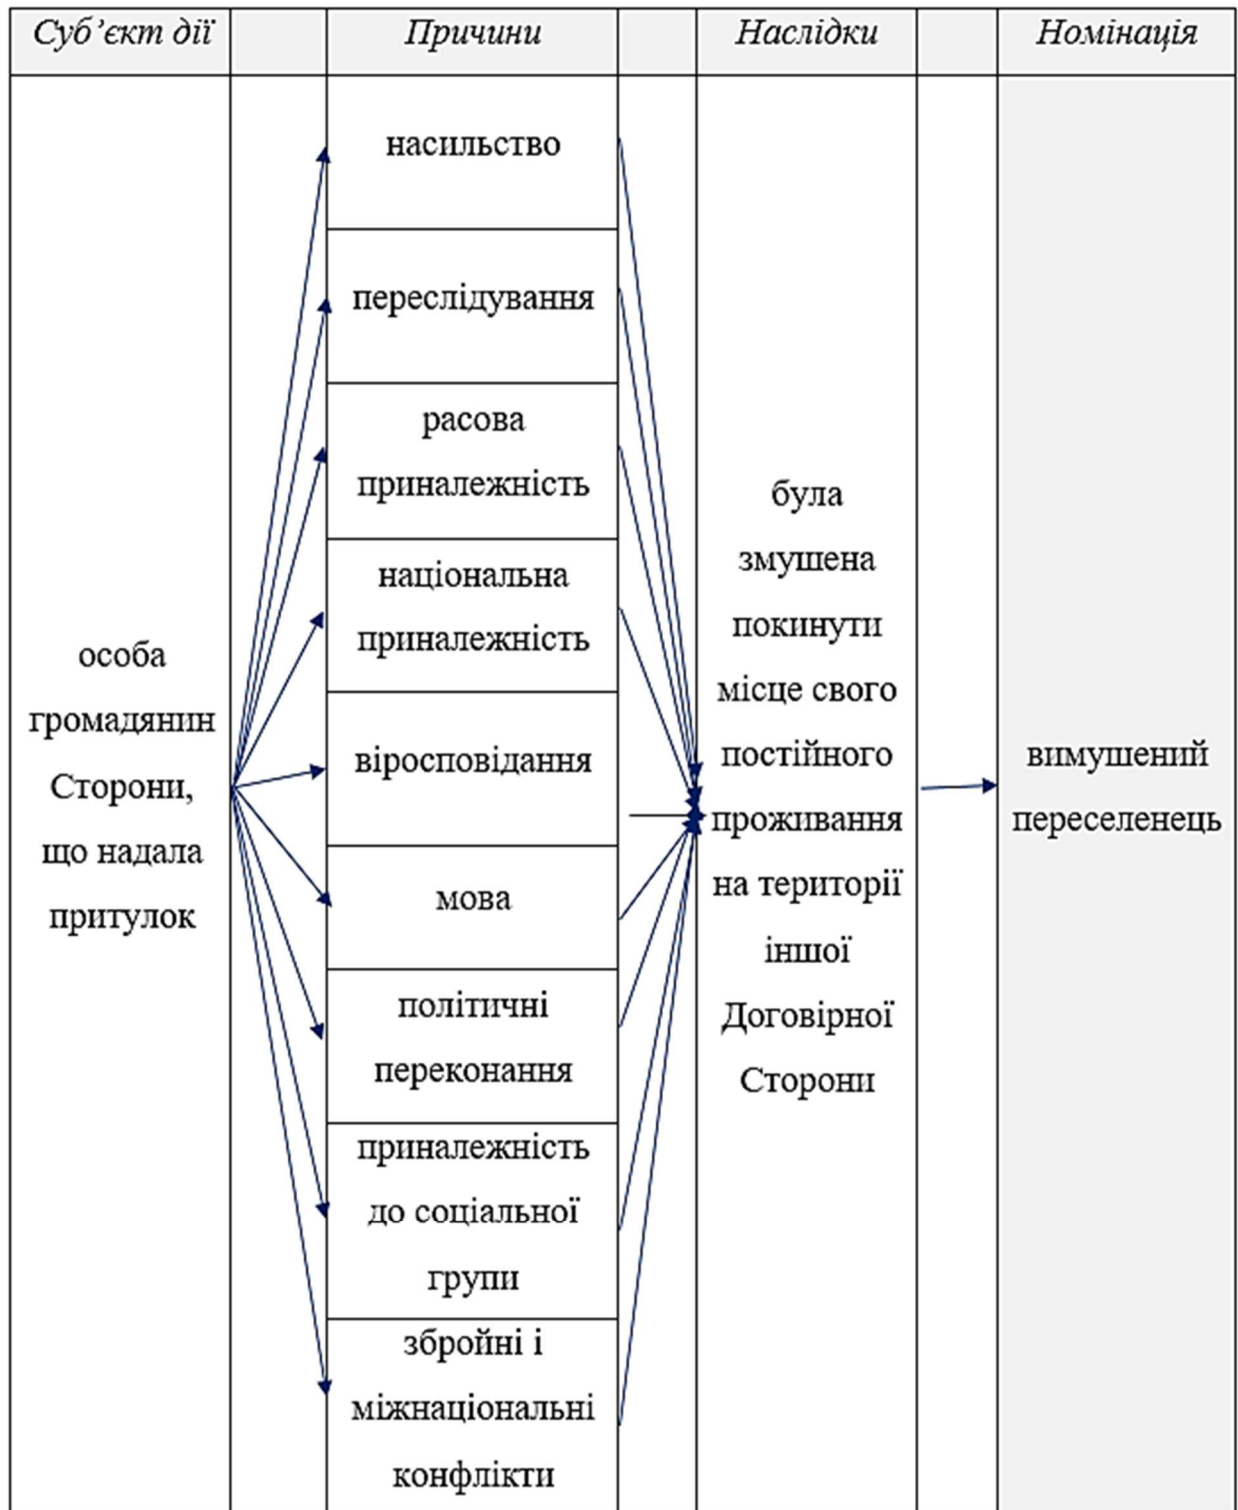 Суб’єкт дії
Причини
Наслідки
Номінація
особа
громадянин
Сторони,
що надала
притулок
насильство
переслідування
расова
приналежність
національна
приналежність
віросповідання
мова
політичні
переконання
приналежність
до соціальної
групи
збройні і
міжнаціональні
конфлікти
була
змушена
покинути
місце свого
постійного
проживання
на території
іншої
Договірної
Сторони
вимушений
переселенець